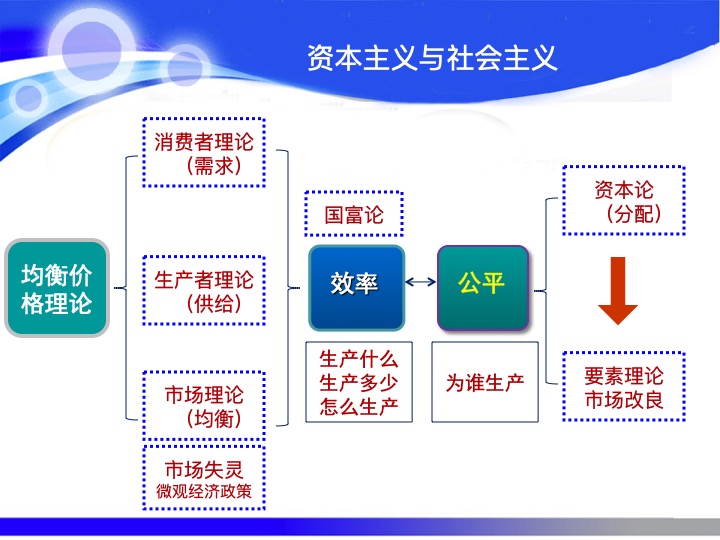 资本主义与社会主义
消费者理论
（需求）
均衡价
格理论
生产者理论
（供给）
市场理论
（均衡）
市场失灵
微观经济政策
国富论
效率
生产什么
生产多少
怎么生产
公平
为谁生产
资本论
（分配）
要素理论
市场改良